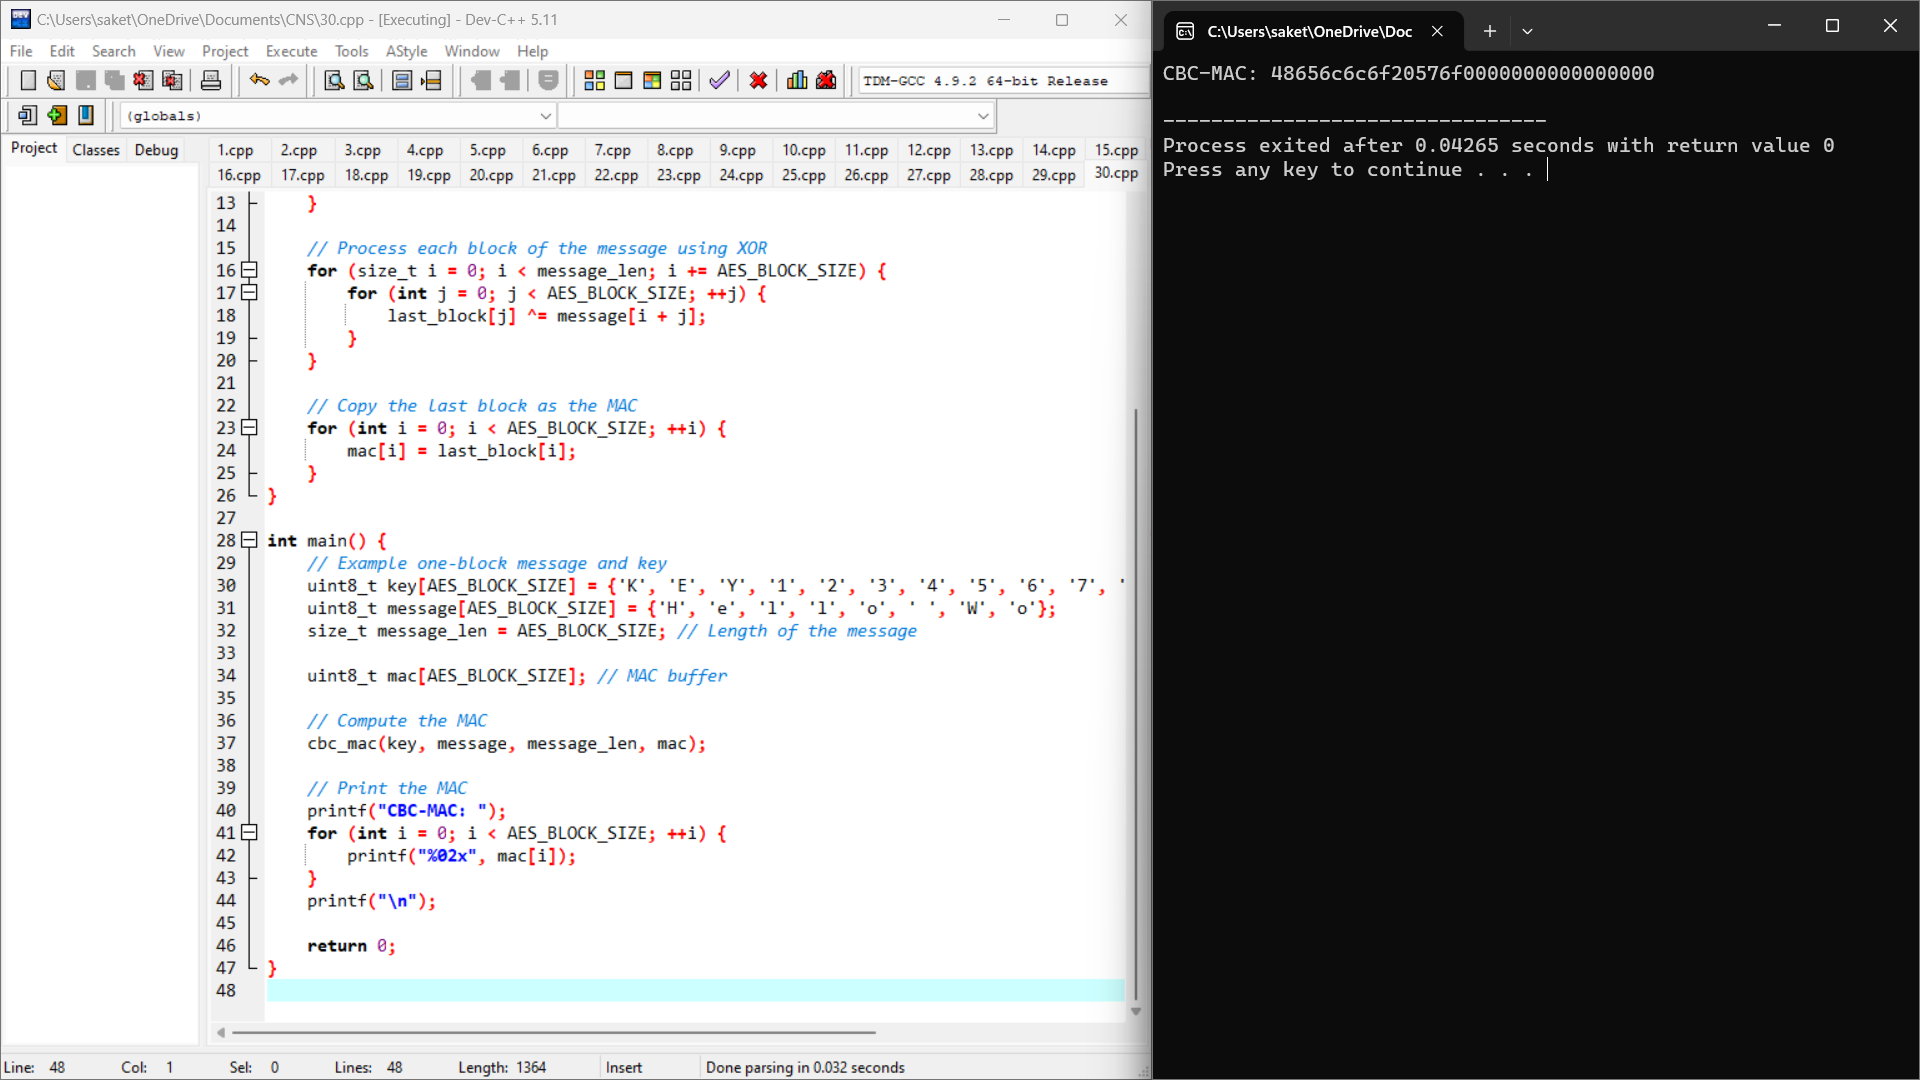 C:\Users\saket\OneDrive\Documents\CNS\30.cpp - [Executing] - Dev-C++ 5.11
File Edit Search View Project Execute Tools AStyle Window Help
TDM-GCC 4.9.2 64-bit Release
(globals)
Project Classes Debug
1.cpp 2.cpp 3.cpp 4.cpp 5.cpp 6.cpp 7.cpp 8.cpp 9.cpp 10.cpp 11.cpp 12.cpp 13.cpp 14.cpp 15.cpp
16.cpp 17.cpp 18.cpp 19.cpp 20.cpp 21.cpp 22.cpp 23.cpp 24.cpp 25.cpp 26.cpp 27.cpp 28.cpp 29.cpp 30.cpp
13     }
14
15     // Process each block of the message using XOR
16     for (size_t i = 0; i < message_len; i += AES_BLOCK_SIZE) {
17         for (int j = 0; j < AES_BLOCK_SIZE; ++j) {
18             last_block[j] ^= message[i + j];
19         }
20     }
21
22     // Copy the last block as the MAC
23     for (int i = 0; i < AES_BLOCK_SIZE; ++i) {
24         mac[i] = last_block[i];
25     }
26 }
27
28 int main() {
29     // Example one-block message and key
30     uint8_t key[AES_BLOCK_SIZE] = {'K', 'E', 'Y', '1', '2', '3', '4', '5', '6', '7', '
31     uint8_t message[AES_BLOCK_SIZE] = {'H', 'e', 'l', 'l', 'o', ' ', 'W', 'o'};
32     size_t message_len = AES_BLOCK_SIZE; // Length of the message
33
34     uint8_t mac[AES_BLOCK_SIZE]; // MAC buffer
35
36     // Compute the MAC
37     cbc_mac(key, message, message_len, mac);
38
39     // Print the MAC
40     printf("CBC-MAC: ");
41     for (int i = 0; i < AES_BLOCK_SIZE; ++i) {
42         printf("%02x", mac[i]);
43     }
44     printf("\n");
45
46     return 0;
47 }
48
Line: 48 Col: 1 Sel: 0 Lines: 48 Length: 1364 Insert Done parsing in 0.032 seconds
C:\Users\saket\OneDrive\Doc
CBC-MAC: 48656c6c6f20576f0000000000000000
--------------------------------
Process exited after 0.04265 seconds with return value 0
Press any key to continue . . .